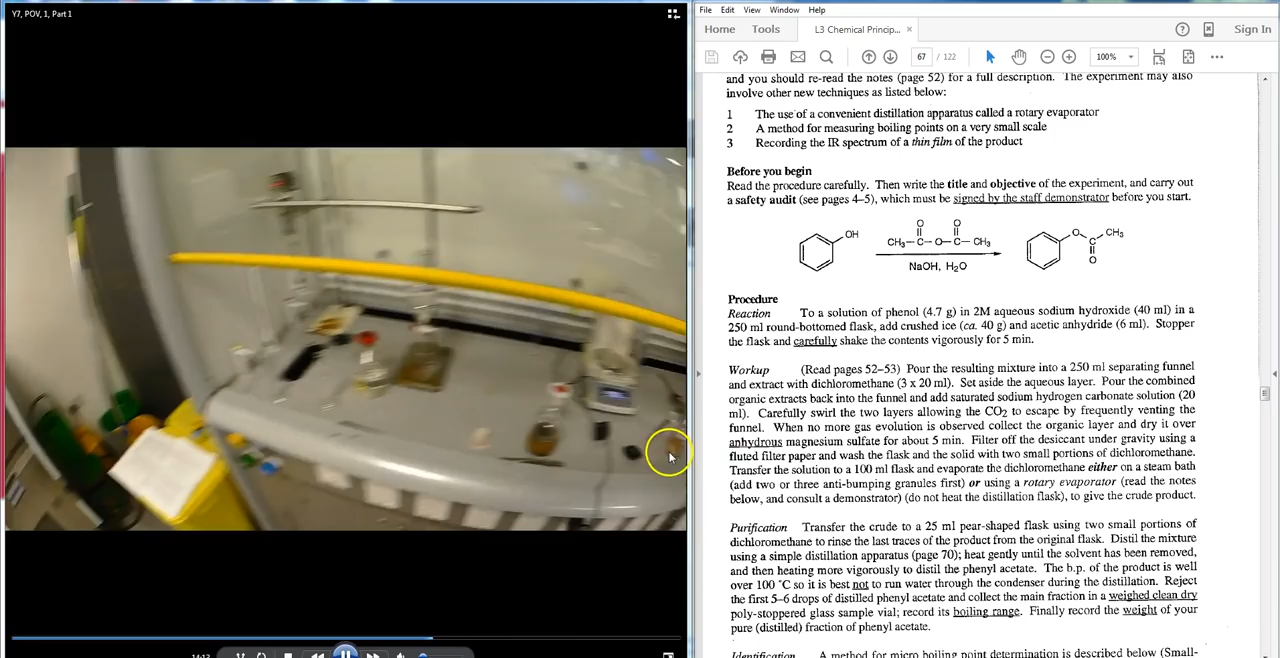 Y7, POV, 1, Part 1
File Edit View Window Help
Home Tools L3 Chemical Princip... ×
Sign In
67 / 122
100%
and you should re-read the notes (page 52) for a full description. The experiment may also
involve other new techniques as listed below:
1 The use of a convenient distillation apparatus called a rotary evaporator
2 A method for measuring boiling points on a very small scale
3 Recording the IR spectrum of a thin film of the product
Before you begin
Read the procedure carefully. Then write the title and objective of the experiment, and carry out
a safety audit (see pages 4–5), which must be signed by the staff demonstrator before you start.
OH
O O
CH₃—C—O—C—CH₃
NaOH, H₂O
O CH₃
C
O
Procedure
Reaction To a solution of phenol (4.7 g) in 2M aqueous sodium hydroxide (40 ml) in a
250 ml round-bottomed flask, add crushed ice (ca. 40 g) and acetic anhydride (6 ml). Stopper
the flask and carefully shake the contents vigorously for 5 min.
Workup (Read pages 52–53) Pour the resulting mixture into a 250 ml separating funnel
and extract with dichloromethane (3 x 20 ml). Set aside the aqueous layer. Pour the combined
organic extracts back into the funnel and add saturated sodium hydrogen carbonate solution (20
ml). Carefully swirl the two layers allowing the CO₂ to escape by frequently venting the
funnel. When no more gas evolution is observed collect the organic layer and dry it over
anhydrous magnesium sulfate for about 5 min. Filter off the desiccant under gravity using a
fluted filter paper and wash the flask and the solid with two small portions of dichloromethane.
Transfer the solution to a 100 ml flask and evaporate the dichloromethane either on a steam bath
(add two or three anti-bumping granules first) or using a rotary evaporator (read the notes
below, and consult a demonstrator) (do not heat the distillation flask), to give the crude product.
Purification Transfer the crude to a 25 ml pear-shaped flask using two small portions of
dichloromethane to rinse the last traces of the product from the original flask. Distil the mixture
using a simple distillation apparatus (page 70); heat gently until the solvent has been removed,
and then heating more vigorously to distil the phenyl acetate. The b.p. of the product is well
over 100 °C so it is best not to run water through the condenser during the distillation. Reject
the first 5–6 drops of distilled phenyl acetate and collect the main fraction in a weighed clean dry
poly-stoppered glass sample vial; record its boiling range. Finally record the weight of your
pure (distilled) fraction of phenyl acetate.
Identification A method for micro boiling point determination is described below (Small-